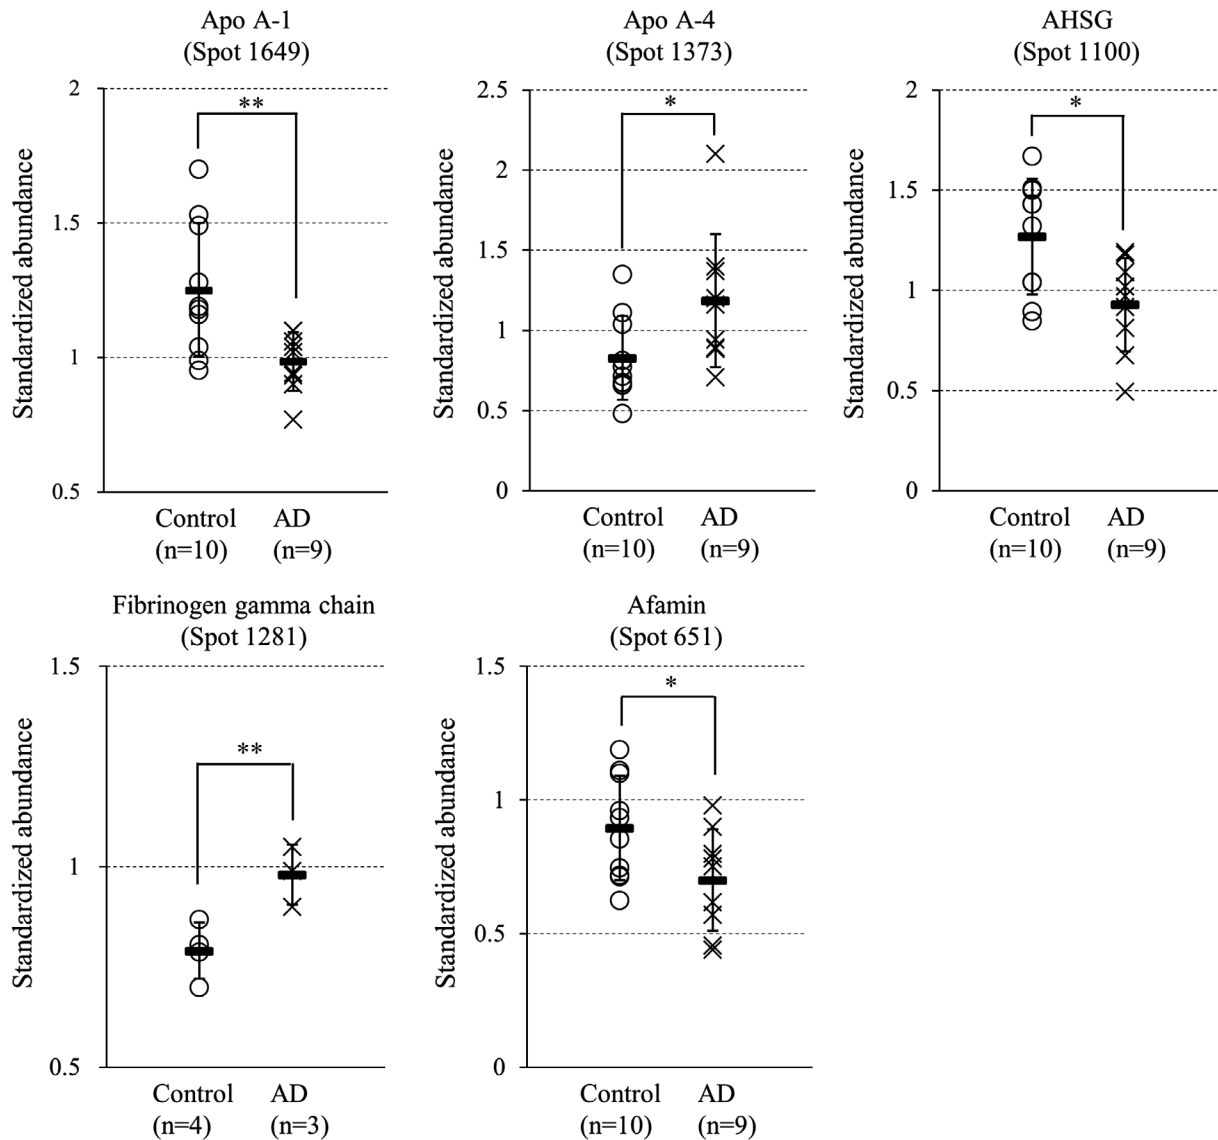 Apo A-1
(Spot 1649)
2
**
1.5
1
0.5
Standardized abundance
Control AD
(n=10) (n=9)
Apo A-4
(Spot 1373)
2.5
*
2
1.5
1
0.5
0
Standardized abundance
Control AD
(n=10) (n=9)
AHSG
(Spot 1100)
2
*
1.5
1
0.5
0
Standardized abundance
Control AD
(n=10) (n=9)
Fibrinogen gamma chain
(Spot 1281)
1.5
**
1
0.5
Standardized abundance
Control AD
(n=4) (n=3)
Afamin
(Spot 651)
1.5
*
1
0.5
0
Standardized abundance
Control AD
(n=10) (n=9)